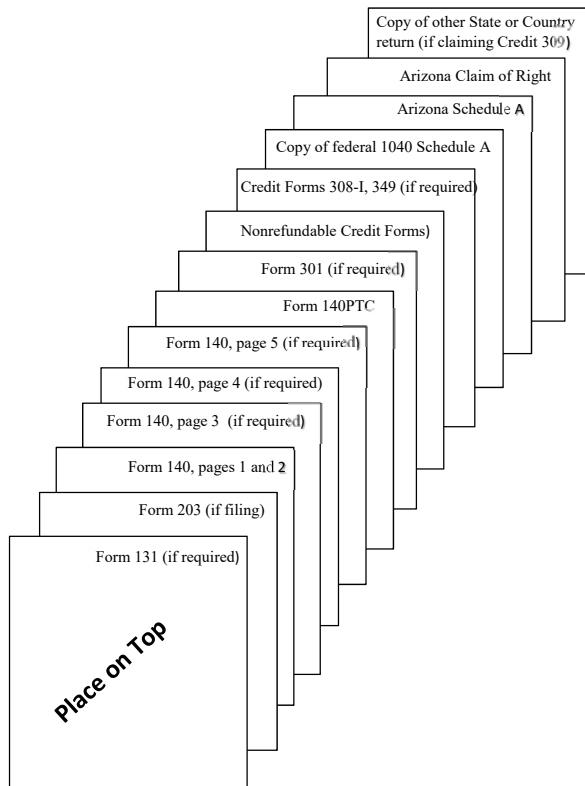 Copy of other State or Country
return (if claiming Credit 309)
Arizona Claim of Right
Arizona Schedule A
Copy of federal 1040 Schedule A
Credit Forms 308-I, 349 (if required)
Nonrefundable Credit Forms)
Form 301 (if required)
Form 140PTC
Form 140, page 5 (if required)
Form 140, page 4 (if required)
Form 140, page 3 (if required)
Form 140, pages 1 and 2
Form 203 (if filing)
Form 131 (if required)
Place on Top